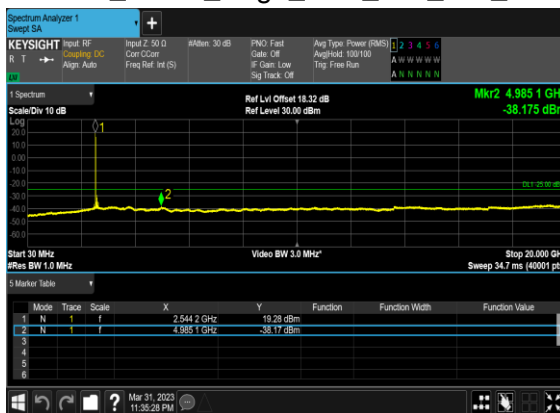 Spectrum Analyzer 1
Swept SA
KEYSIGHT
R T
Input: RF
Coupling: DC
Align: Auto
Input Z: 50 Ω
Corr CCorr
Freq Ref: Int (S)
#Atten: 30 dB
PNO: Fast
Gate: Off
IF Gain: Low
Sig Track: Off
Avg Type: Power (RMS)
Avg|Hold: 100/100
Trig: Free Run
1 2 3 4 5 6
A W W W W W
A N N N N N
1 Spectrum
Scale/Div 10 dB
Ref Lvl Offset 18.32 dB
Ref Level 30.00 dBm
Mkr2 4.985 1 GH
-38.175 dBr
Log
20.0
10.0
0.00
-10.0
-20.0
-30.0
-40.0
-50.0
-60.0
1
2
DL1 -25.00 dB
Start 30 MHz
#Res BW 1.0 MHz
Video BW 3.0 MHz*
Stop 20.000 GH
Sweep 34.7 ms (40001 pt
5 Marker Table
Mode Trace Scale X Y Function Function Width Function Value
1 N 1 f 2.544 2 GHz 19.28 dBm
2 N 1 f 4.985 1 GHz -38.17 dBm
3
4
5
6
?
Mar 31, 2023
11:35:28 PM